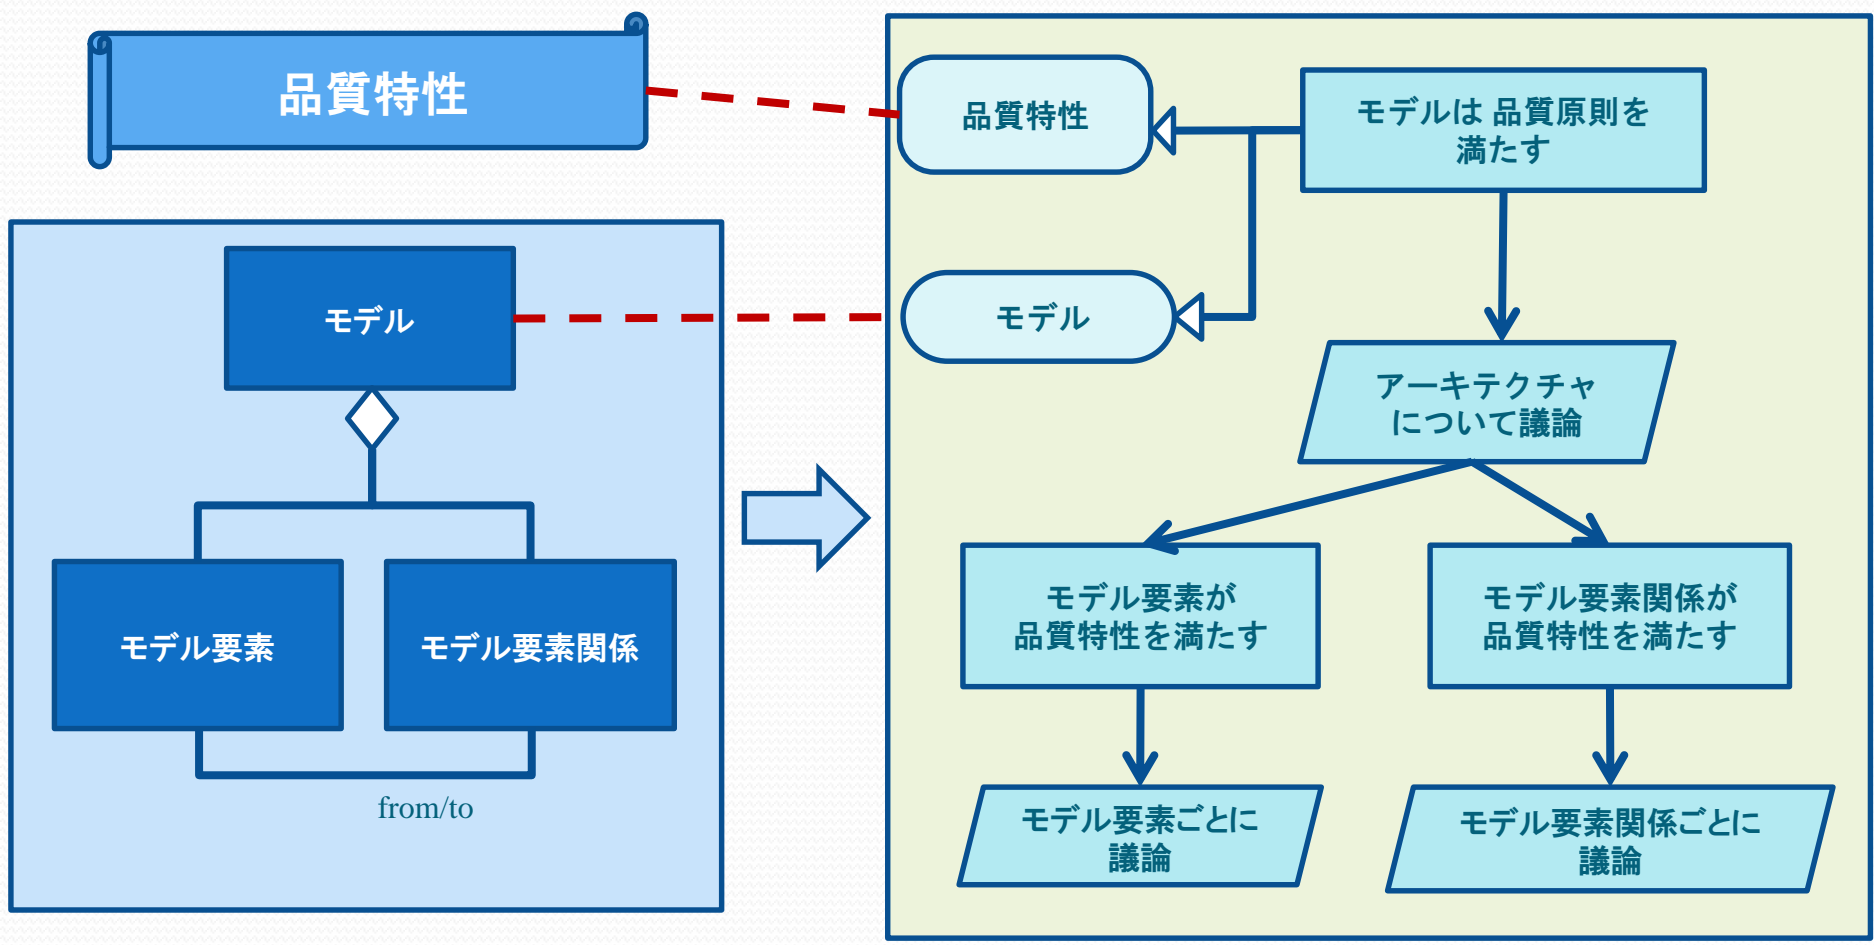 品質特性
モデル
モデル要素
モデル要素関係
from/to
品質特性
モデルは 品質原則を
満たす
モデル
アーキテクチャ
について議論
モデル要素が
品質特性を満たす
モデル要素関係が
品質特性を満たす
モデル要素ごとに
議論
モデル要素関係ごとに
議論